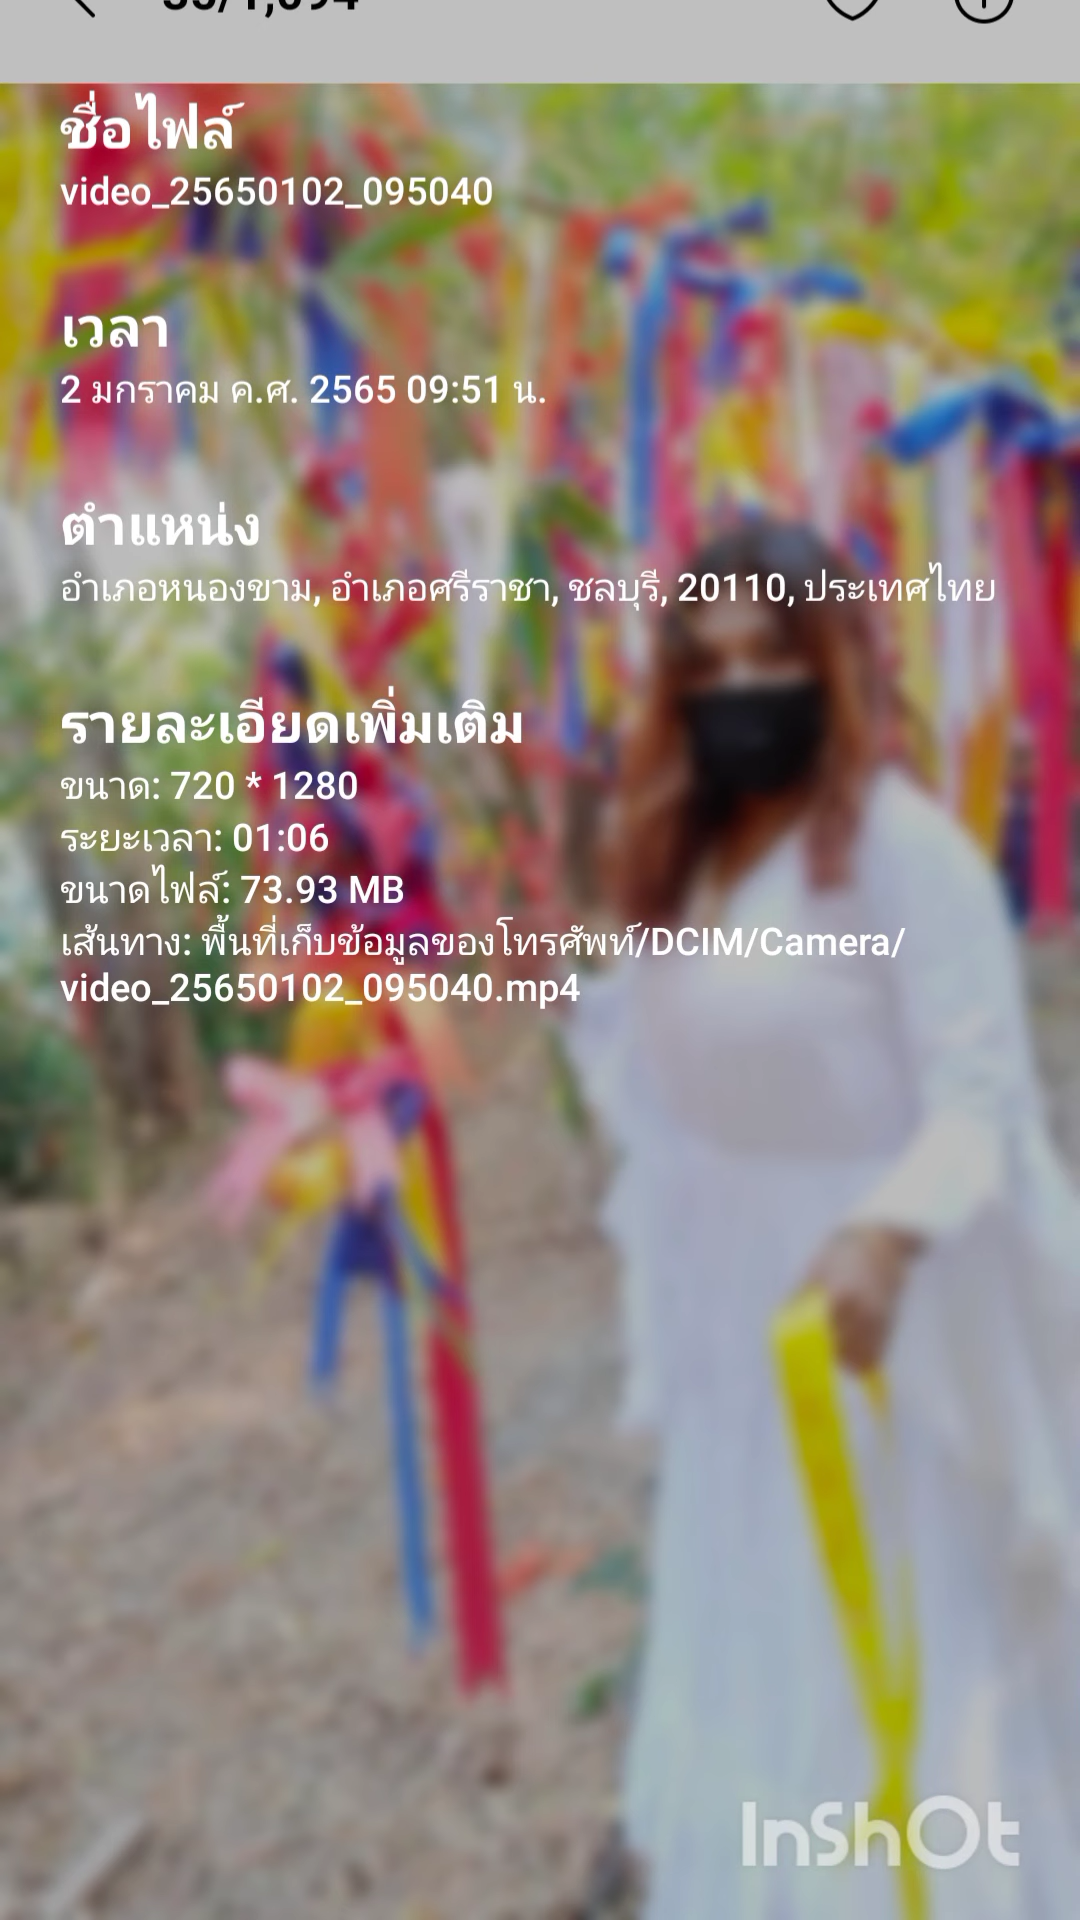 35/1,094
ชื่อไฟล์
video_25650102_095040
เวลา
2 มกราคม ค.ศ. 2565 09:51 น.
ตำแหน่ง
อำเภอหนองขาม, อำเภอศรีราชา, ชลบุรี, 20110, ประเทศไทย
รายละเอียดเพิ่มเติม
ขนาด: 720 * 1280
ระยะเวลา: 01:06
ขนาดไฟล์: 73.93 MB
เส้นทาง: พื้นที่เก็บข้อมูลของโทรศัพท์/DCIM/Camera/
video_25650102_095040.mp4
InShOt